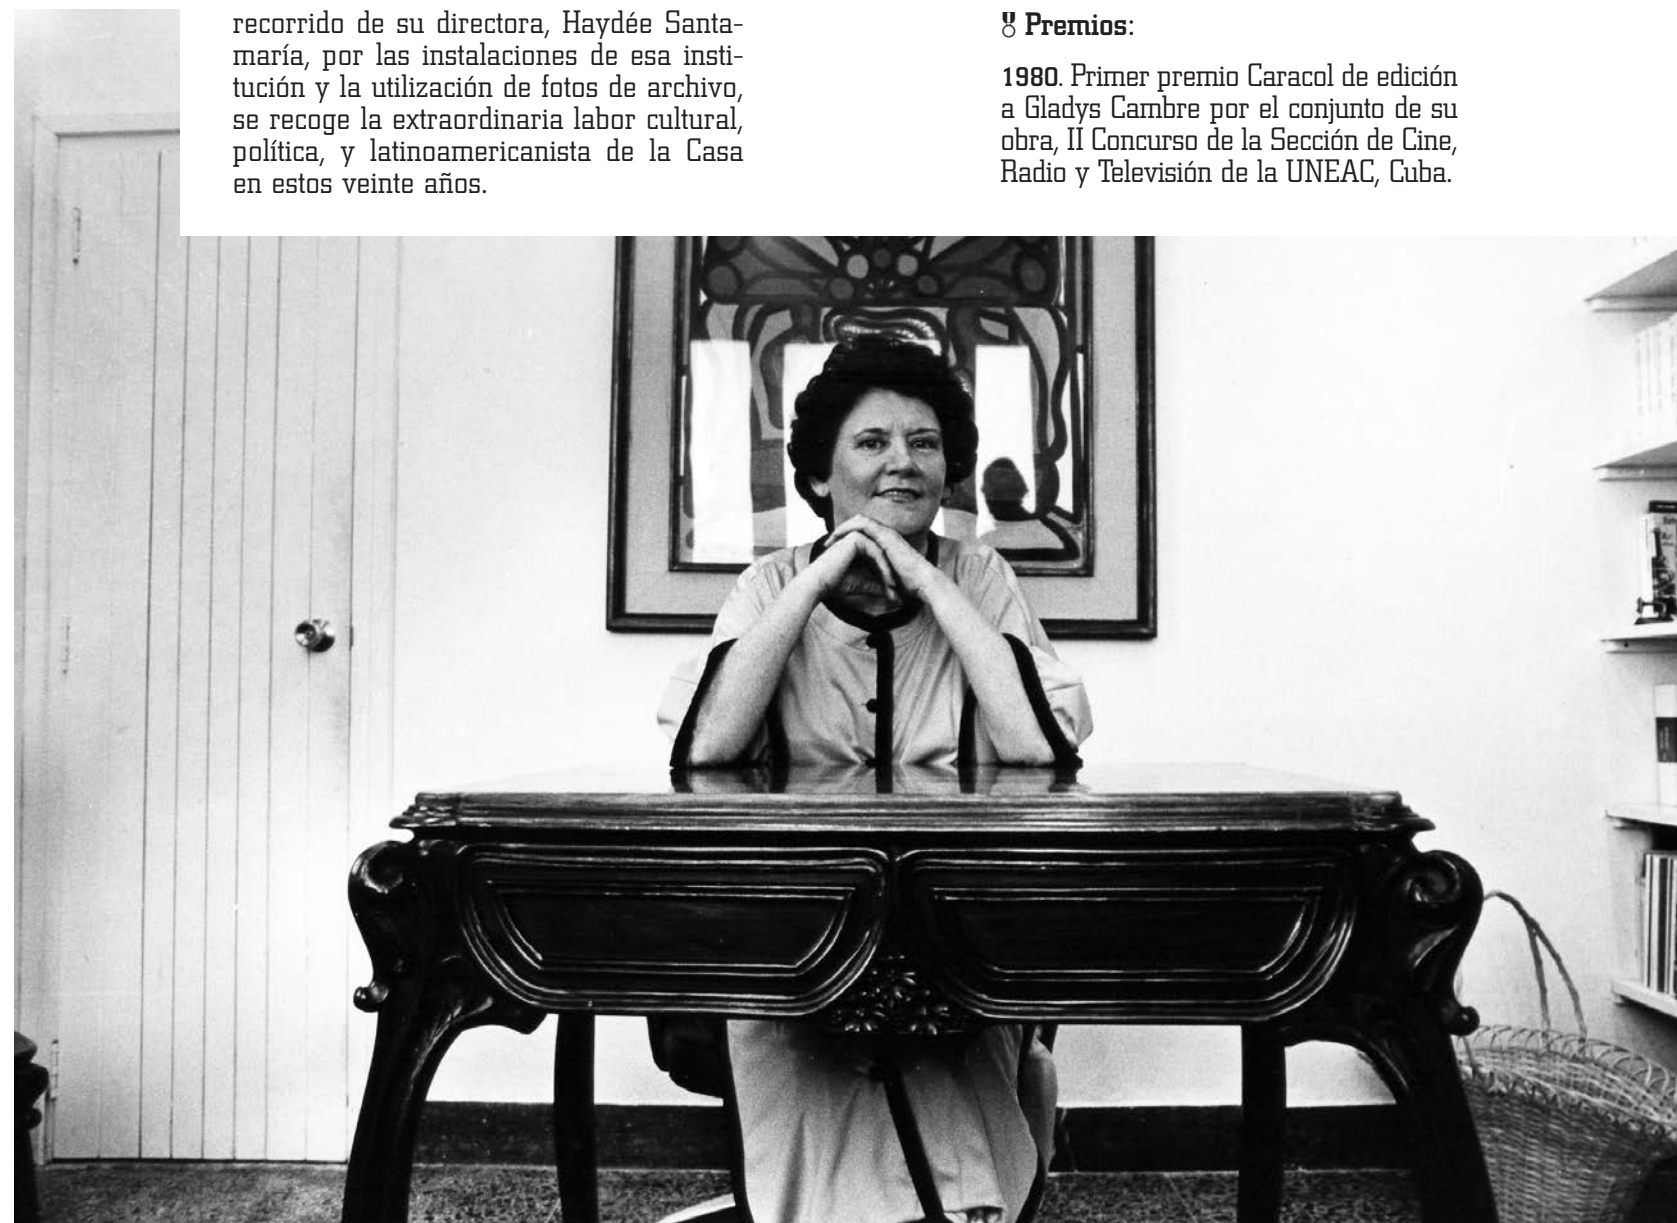 recorrido de su directora, Haydée Santa-
maría, por las instalaciones de esa insti-
tución y la utilización de fotos de archivo,
se recoge la extraordinaria labor cultural,
política, y latinoamericanista de la Casa
en estos veinte años.
Premios:
1980. Primer premio Caracol de edición
a Gladys Cambre por el conjunto de su
obra, II Concurso de la Sección de Cine,
Radio y Televisión de la UNEAC, Cuba.